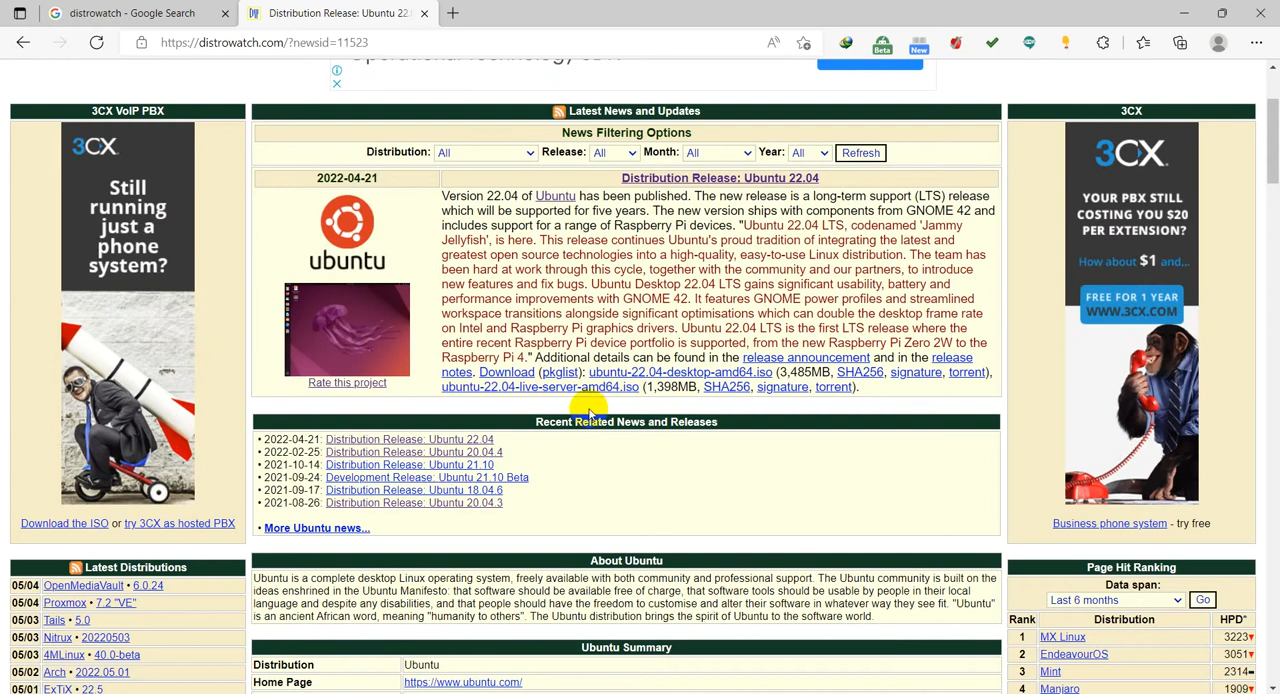 distrowatch - Google Search
Distribution Release: Ubuntu 22.
https://distrowatch.com/?newsid=11523
Beta
New
3CX VoIP PBX
Latest News and Updates
3CX
News Filtering Options
Distribution: All Release: All Month: All Year: All Refresh
2022-04-21
Distribution Release: Ubuntu 22.04
ubuntu
Rate this project
Version 22.04 of Ubuntu has been published. The new release is a long-term support (LTS) release
which will be supported for five years. The new version ships with components from GNOME 42 and
includes support for a range of Raspberry Pi devices. "Ubuntu 22.04 LTS, codenamed 'Jammy
Jellyfish', is here. This release continues Ubuntu's proud tradition of integrating the latest and
greatest open source technologies into a high-quality, easy-to-use Linux distribution. The team has
been hard at work through this cycle, together with the community and our partners, to introduce
new features and fix bugs. Ubuntu Desktop 22.04 LTS gains significant usability, battery and
performance improvements with GNOME 42. It features GNOME power profiles and streamlined
workspace transitions alongside significant optimisations which can double the desktop frame rate
on Intel and Raspberry Pi graphics drivers. Ubuntu 22.04 LTS is the first LTS release where the
entire recent Raspberry Pi device portfolio is supported, from the new Raspberry Pi Zero 2W to the
Raspberry Pi 4." Additional details can be found in the release announcement and in the release
notes. Download (pkglist): ubuntu-22.04-desktop-amd64.iso (3,485MB, SHA256, signature, torrent),
ubuntu-22.04-live-server-amd64.iso (1,398MB, SHA256, signature, torrent).
3CX
Still
running
just a
phone
system?
Download the ISO or try 3CX as hosted PBX
3CX
YOUR PBX STILL
COSTING YOU $20
PER EXTENSION?
How about $1 and...
FREE FOR 1 YEAR
WWW.3CX.COM
Business phone system - try free
Recent Related News and Releases
• 2022-04-21: Distribution Release: Ubuntu 22.04
• 2022-02-25: Distribution Release: Ubuntu 20.04.4
• 2021-10-14: Distribution Release: Ubuntu 21.10
• 2021-09-24: Development Release: Ubuntu 21.10 Beta
• 2021-09-17: Distribution Release: Ubuntu 18.04.6
• 2021-08-26: Distribution Release: Ubuntu 20.04.3
• More Ubuntu news...
Latest Distributions
05/04 OpenMediaVault • 6.0.24
05/04 Proxmox • 7.2 "VE"
05/03 Tails • 5.0
05/03 Nitrux • 20220503
05/03 4MLinux • 40.0-beta
05/02 Arch • 2022.05.01
05/01 ExTiX • 22.5
About Ubuntu
Ubuntu is a complete desktop Linux operating system, freely available with both community and professional support. The Ubuntu community is built on the
ideas enshrined in the Ubuntu Manifesto: that software should be available free of charge, that software tools should be usable by people in their local
language and despite any disabilities, and that people should have the freedom to customise and alter their software in whatever way they see fit. "Ubuntu"
is an ancient African word, meaning "humanity to others". The Ubuntu distribution brings the spirit of Ubuntu to the software world.
Ubuntu Summary
Distribution Ubuntu
Home Page https://www.ubuntu.com/
Page Hit Ranking
Data span:
Last 6 months Go
Rank Distribution HPD*
1 MX Linux 3223
2 EndeavourOS 3051
3 Mint 2314
4 Manjaro 1909